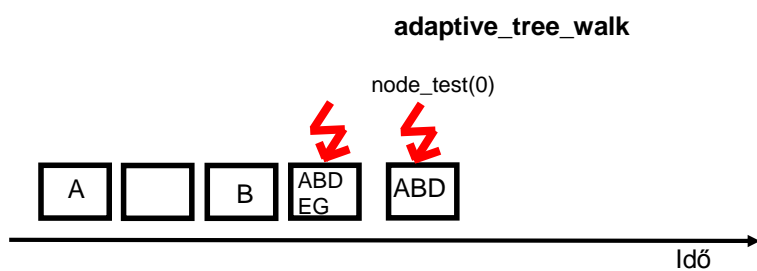 adaptive_tree_walk
node_test(0)
A
B
ABD
EG
ABD
Idő